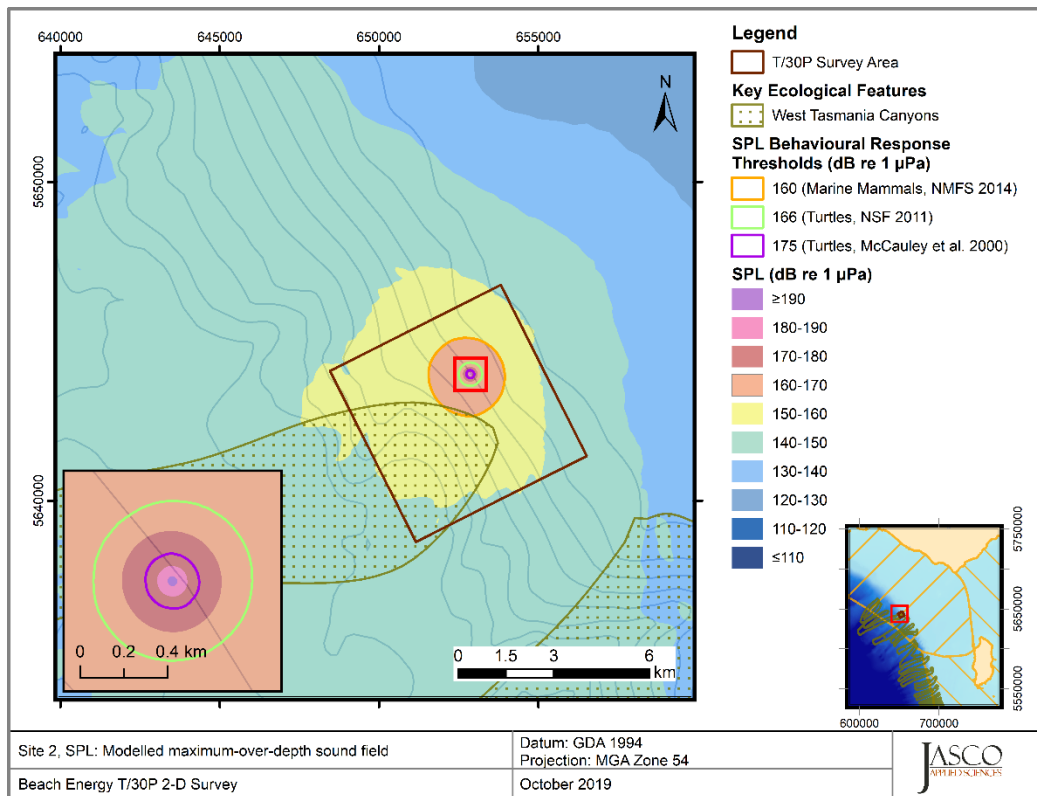 640000 645000 650000 655000
5650000
5640000
N
0 0.2 0.4 km
0 1.5 3 6
km
Legend
T/30P Survey Area
Key Ecological Features
West Tasmania Canyons
SPL Behavioural Response
Thresholds (dB re 1 µPa)
160 (Marine Mammals, NMFS 2014)
166 (Turtles, NSF 2011)
175 (Turtles, McCauley et al. 2000)
SPL (dB re 1 µPa)
≥190
180-190
170-180
160-170
150-160
140-150
130-140
120-130
110-120
≤110
5750000
5650000
5550000
600000 700000
Site 2, SPL: Modelled maximum-over-depth sound field
Datum: GDA 1994
Projection: MGA Zone 54
Beach Energy T/30P 2-D Survey
October 2019
JASCO
APPLIED SCIENCES